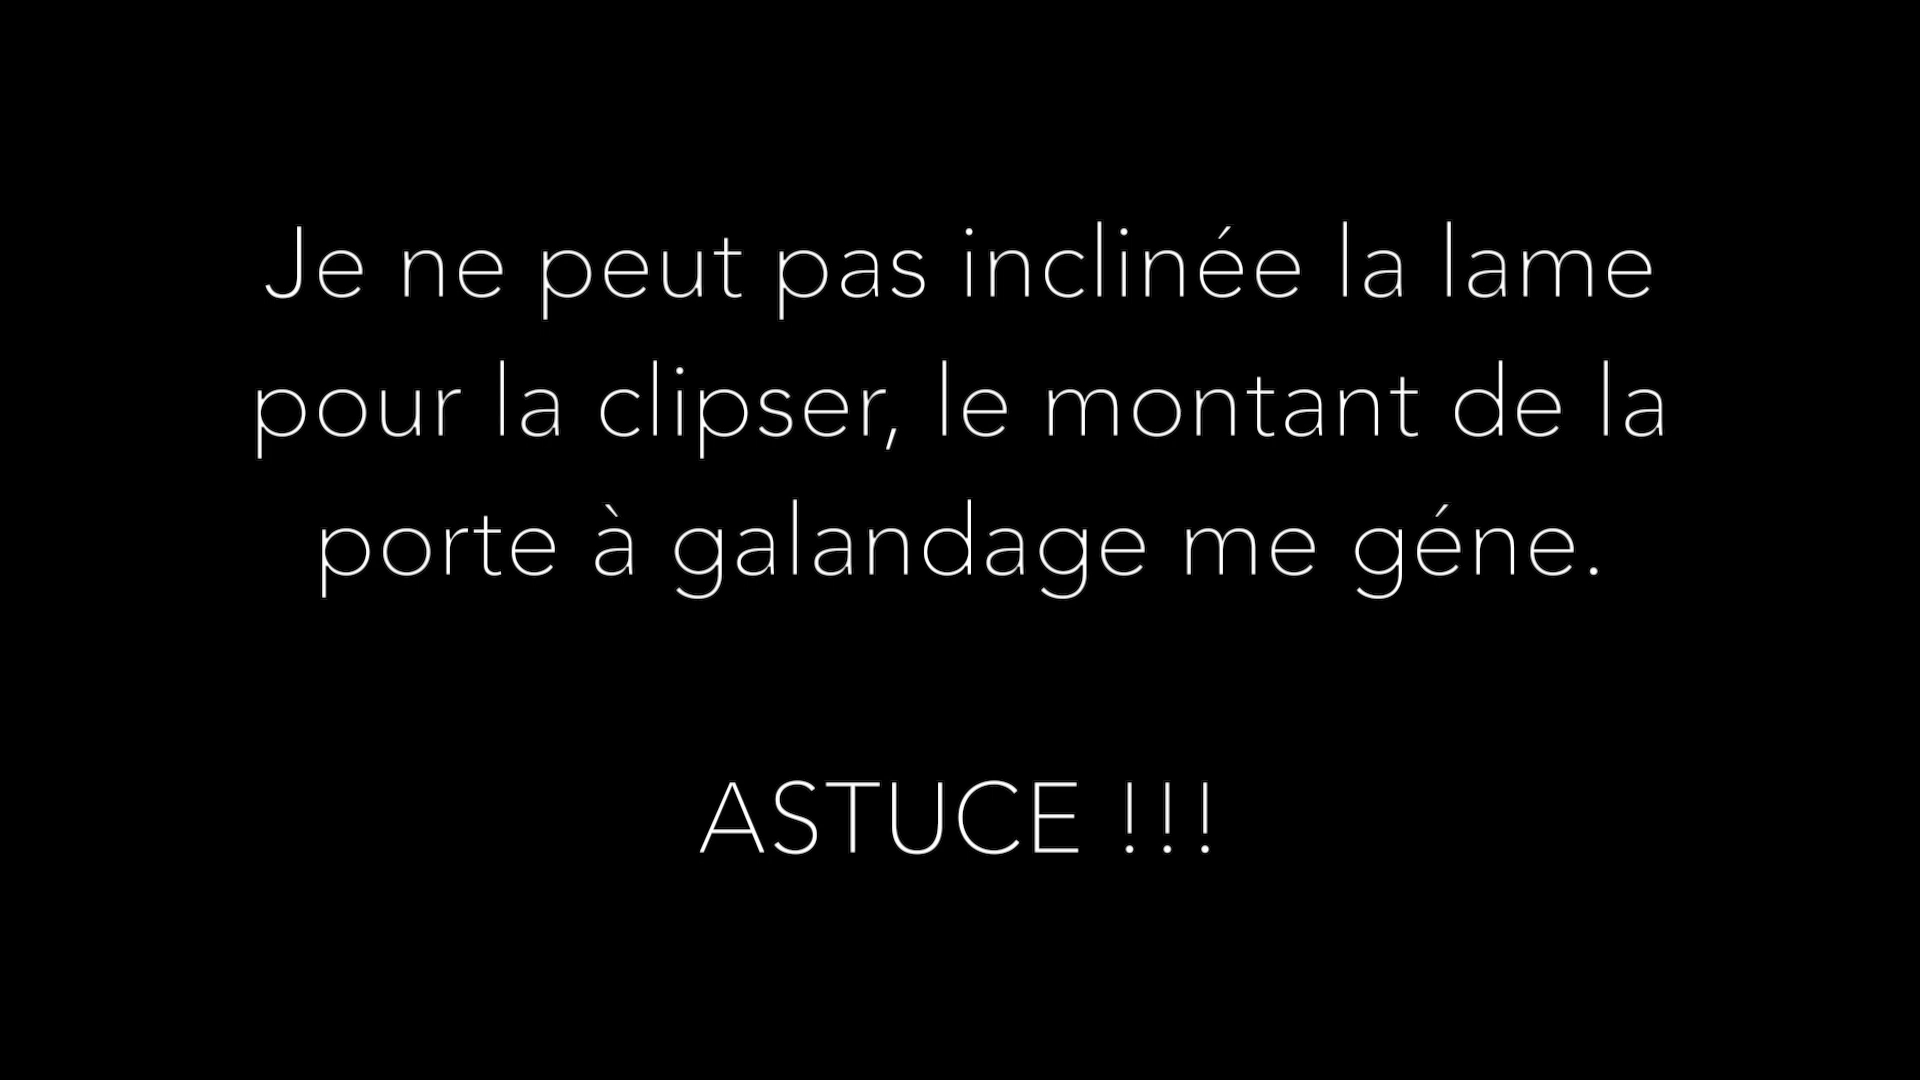 Je ne peut pas inclinée la lame
pour la clipser, le montant de la
porte à galandage me géne.
ASTUCE !!!